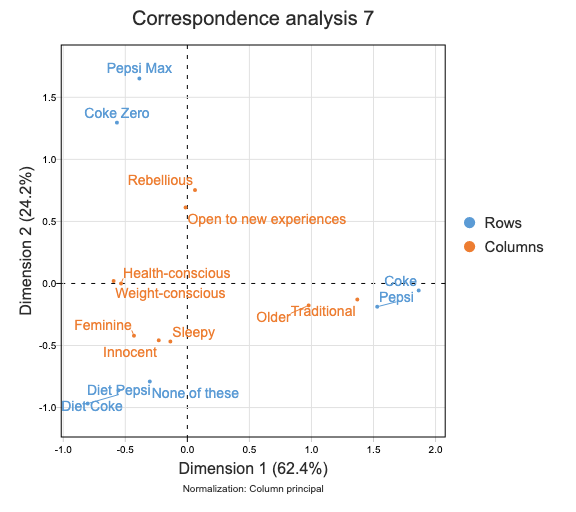 Correspondence analysis 7
Pepsi Max
Coke Zero
Rebellious
Open to new experiences
Health-conscious
Weight-conscious
Coke
Pepsi
Older
Traditional
Feminine
Sleepy
Innocent
Diet Pepsi
None of these
Diet Coke
Rows
Columns
Dimension 2 (24.2%)
1.5
1.0
0.5
0.0
-0.5
-1.0
-1.0
-0.5
0.0
0.5
1.0
1.5
2.0
Dimension 1 (62.4%)
Normalization: Column principal